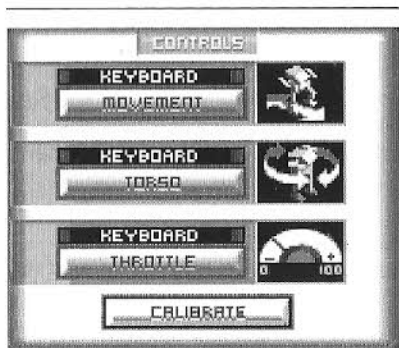 CONTROLS
KEYBOARD
MOVEMENT
KEYBOARD
TORSO
KEYBOARD
THROTTLE
- +
0 100
CALIBRATE